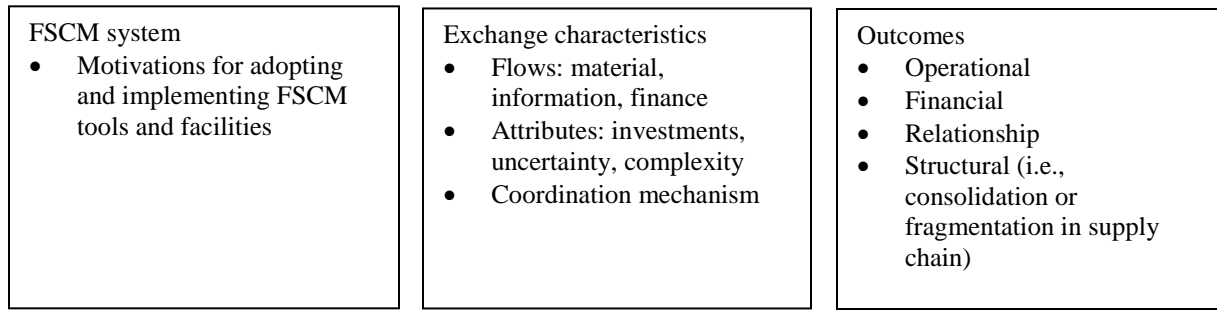 FSCM system
• Motivations for adopting
and implementing FSCM
tools and facilities
Exchange characteristics
• Flows: material,
information, finance
• Attributes: investments,
uncertainty, complexity
• Coordination mechanism
Outcomes
• Operational
• Financial
• Relationship
• Structural (i.e.,
consolidation or
fragmentation in supply
chain)